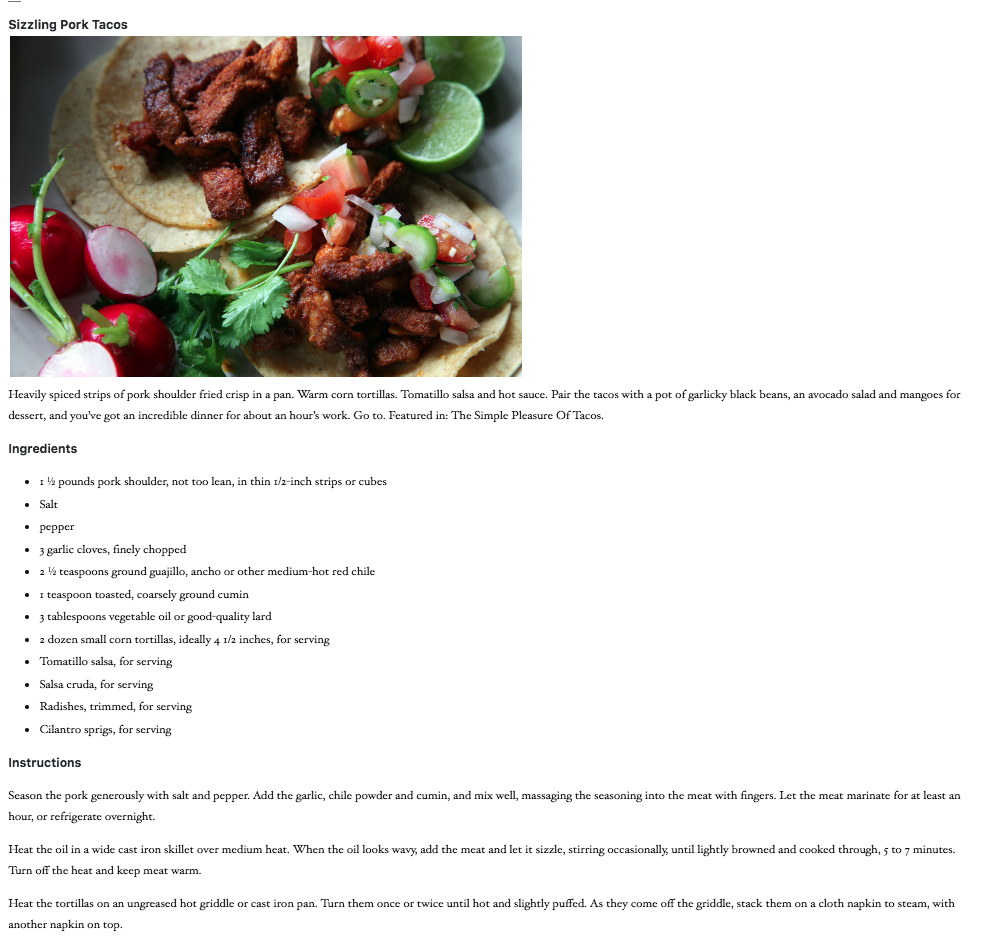 Sizzling Pork Tacos
Heavily spiced strips of pork shoulder fried crisp in a pan. Warm corn tortillas. Tomatillo salsa and hot sauce. Pair the tacos with a pot of garlicky black beans, an avocado salad and mangoes for
dessert, and you've got an incredible dinner for about an hour's work. Go to. Featured in: The Simple Pleasure Of Tacos.
Ingredients
• 1 ½ pounds pork shoulder, not too lean, in thin 1/2-inch strips or cubes
• Salt
• pepper
• 3 garlic cloves, finely chopped
• 2 ½ teaspoons ground guajillo, ancho or other medium-hot red chile
• 1 teaspoon toasted, coarsely ground cumin
• 3 tablespoons vegetable oil or good-quality lard
• 2 dozen small corn tortillas, ideally 4 1/2 inches, for serving
• Tomatillo salsa, for serving
• Salsa cruda, for serving
• Radishes, trimmed, for serving
• Cilantro sprigs, for serving
Instructions
Season the pork generously with salt and pepper. Add the garlic, chile powder and cumin, and mix well, massaging the seasoning into the meat with fingers. Let the meat marinate for at least an
hour, or refrigerate overnight.
Heat the oil in a wide cast iron skillet over medium heat. When the oil looks wavy, add the meat and let it sizzle, stirring occasionally, until lightly browned and cooked through, 5 to 7 minutes.
Turn off the heat and keep meat warm.
Heat the tortillas on an ungreased hot griddle or cast iron pan. Turn them once or twice until hot and slightly puffed. As they come off the griddle, stack them on a cloth napkin to steam, with
another napkin on top.